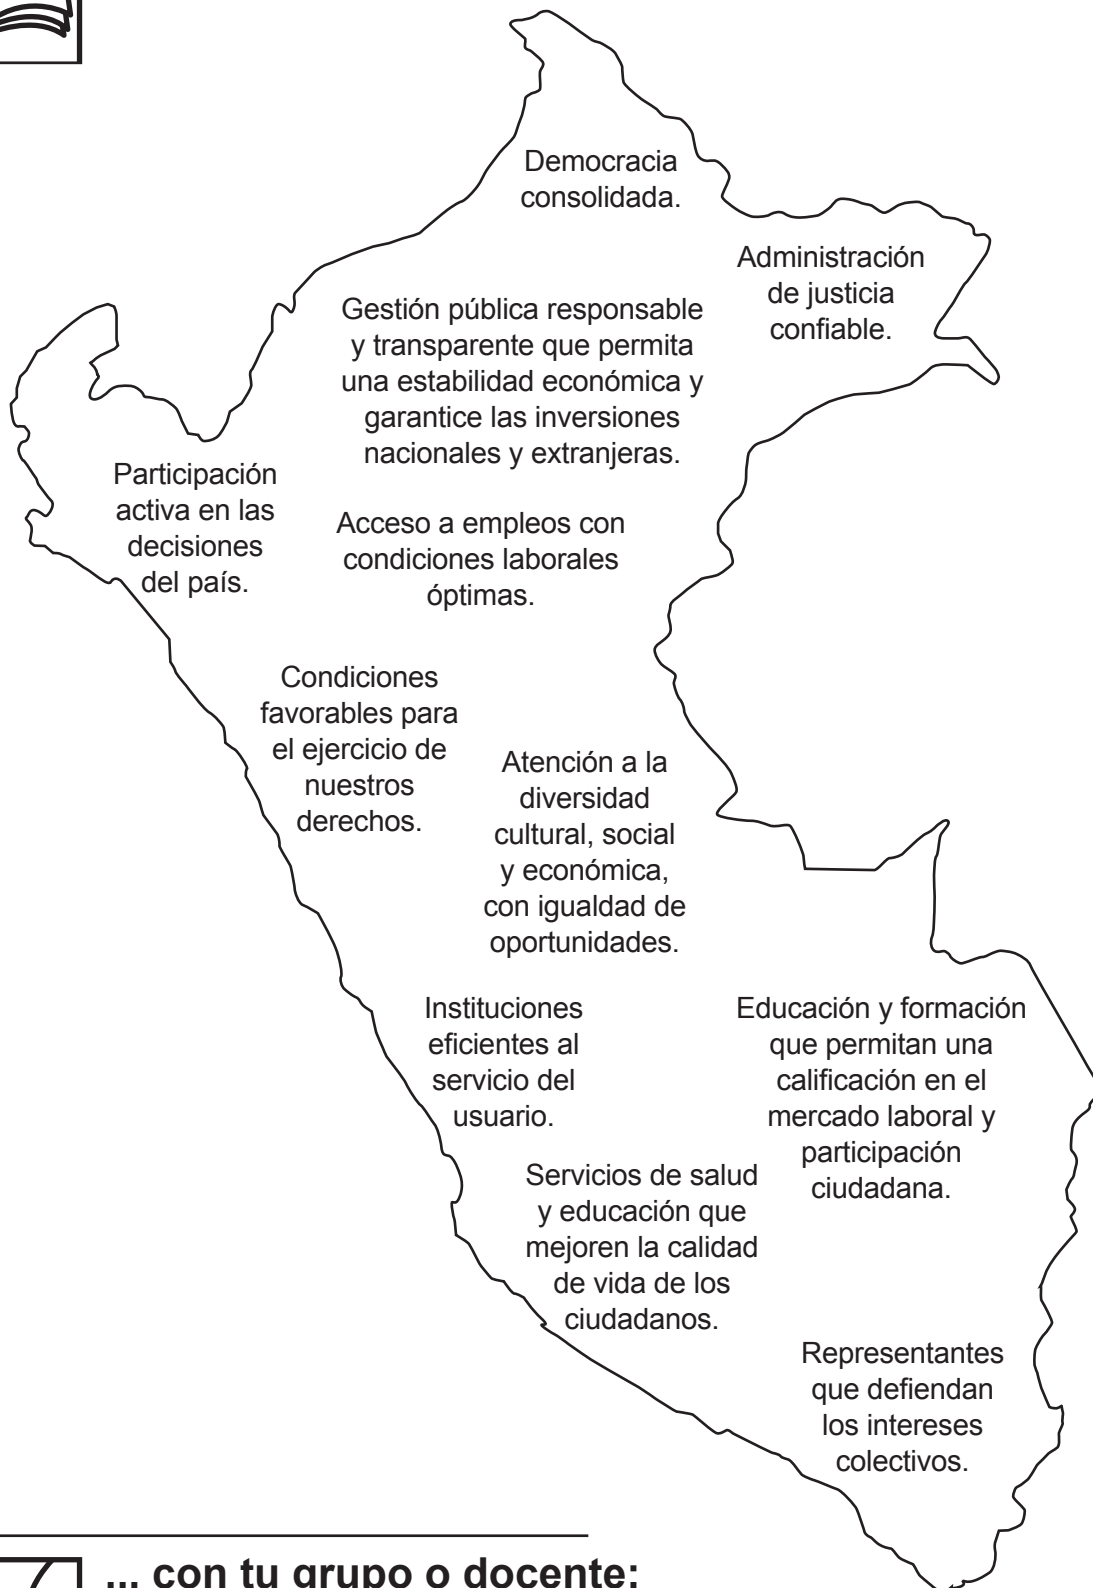 Democracia
consolidada.
Administración
de justicia
confiable.
Gestión pública responsable
y transparente que permita
una estabilidad económica y
garantice las inversiones
nacionales y extranjeras.
Participación
activa en las
decisiones
del país.
Acceso a empleos con
condiciones laborales
óptimas.
Condiciones
favorables para
el ejercicio de
nuestros
derechos.
Atención a la
diversidad
cultural, social
y económica,
con igualdad de
oportunidades.
Instituciones
eficientes al
servicio del
usuario.
Educación y formación
que permitan una
calificación en el
mercado laboral y
participación
ciudadana.
Servicios de salud
y educación que
mejoren la calidad
de vida de los
ciudadanos.
Representantes
que defiendan
los intereses
colectivos.
... con tu grupo o docente: